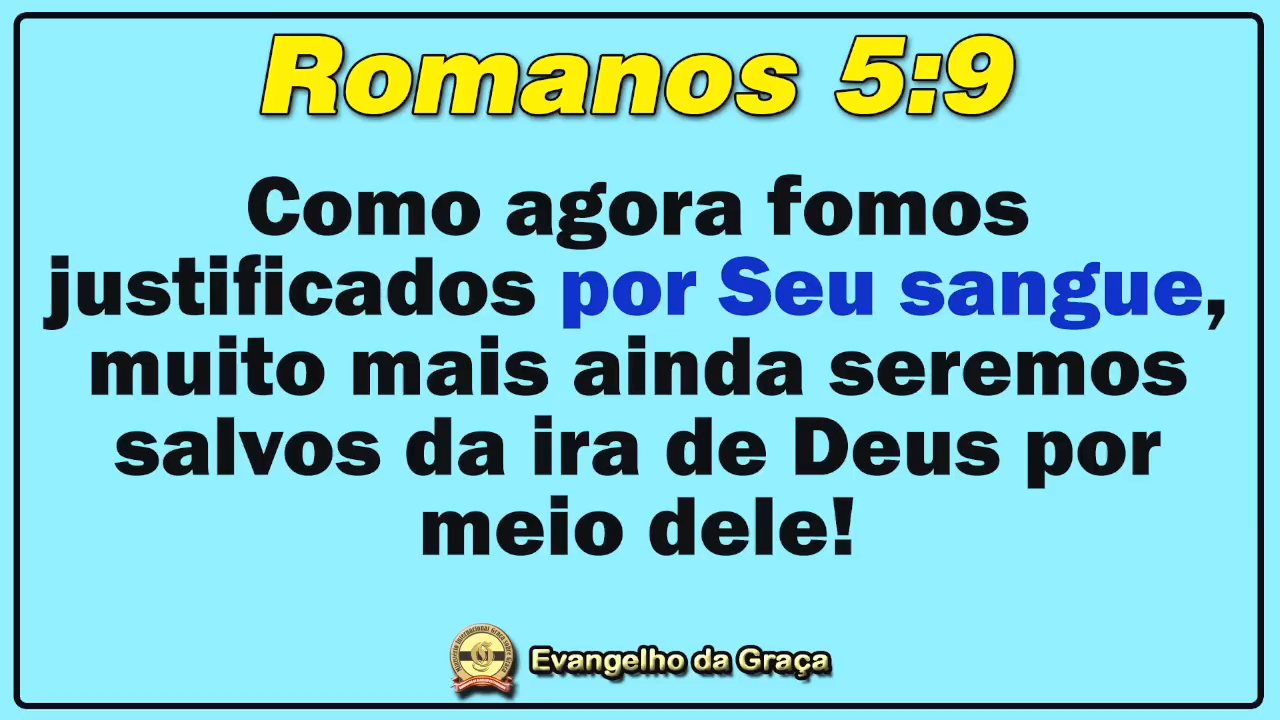 Romanos 5:9
Como agora fomos
justificados por Seu sangue,
muito mais ainda seremos
salvos da ira de Deus por
meio dele!
Evangelho da Graça